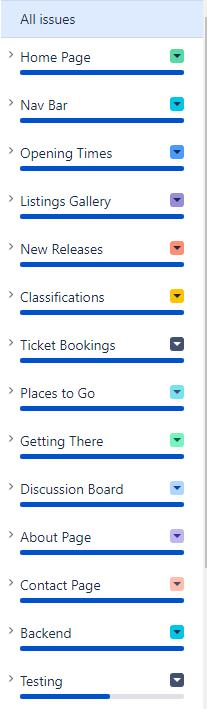 All issues
Home Page
Nav Bar
Opening Times
Listings Gallery
New Releases
Classifications
Ticket Bookings
Places to Go
Getting There
Discussion Board
About Page
Contact Page
Backend
Testing